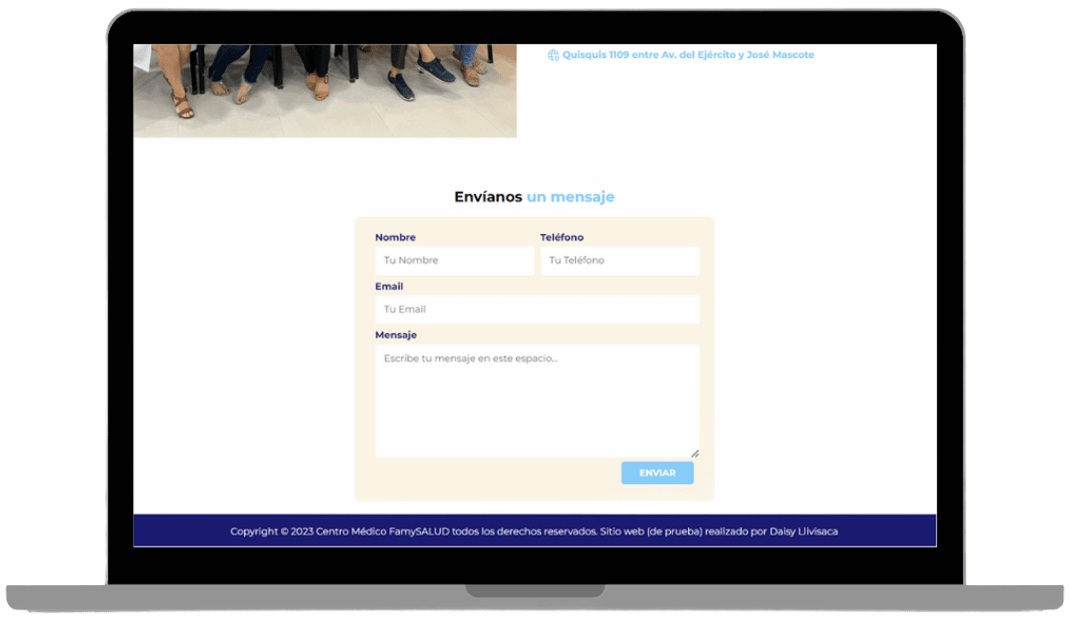 Quisquis 1109 entre Av. del Ejército y José Mascote
Envíanos un mensaje
Nombre
Teléfono
Tu Nombre
Tu Teléfono
Email
Tu Email
Mensaje
Escribe tu mensaje en este espacio...
ENVIAR
Copyright © 2023 Centro Médico FamySALUD todos los derechos reservados. Sitio web (de prueba) realizado por Daisy Llivisaca